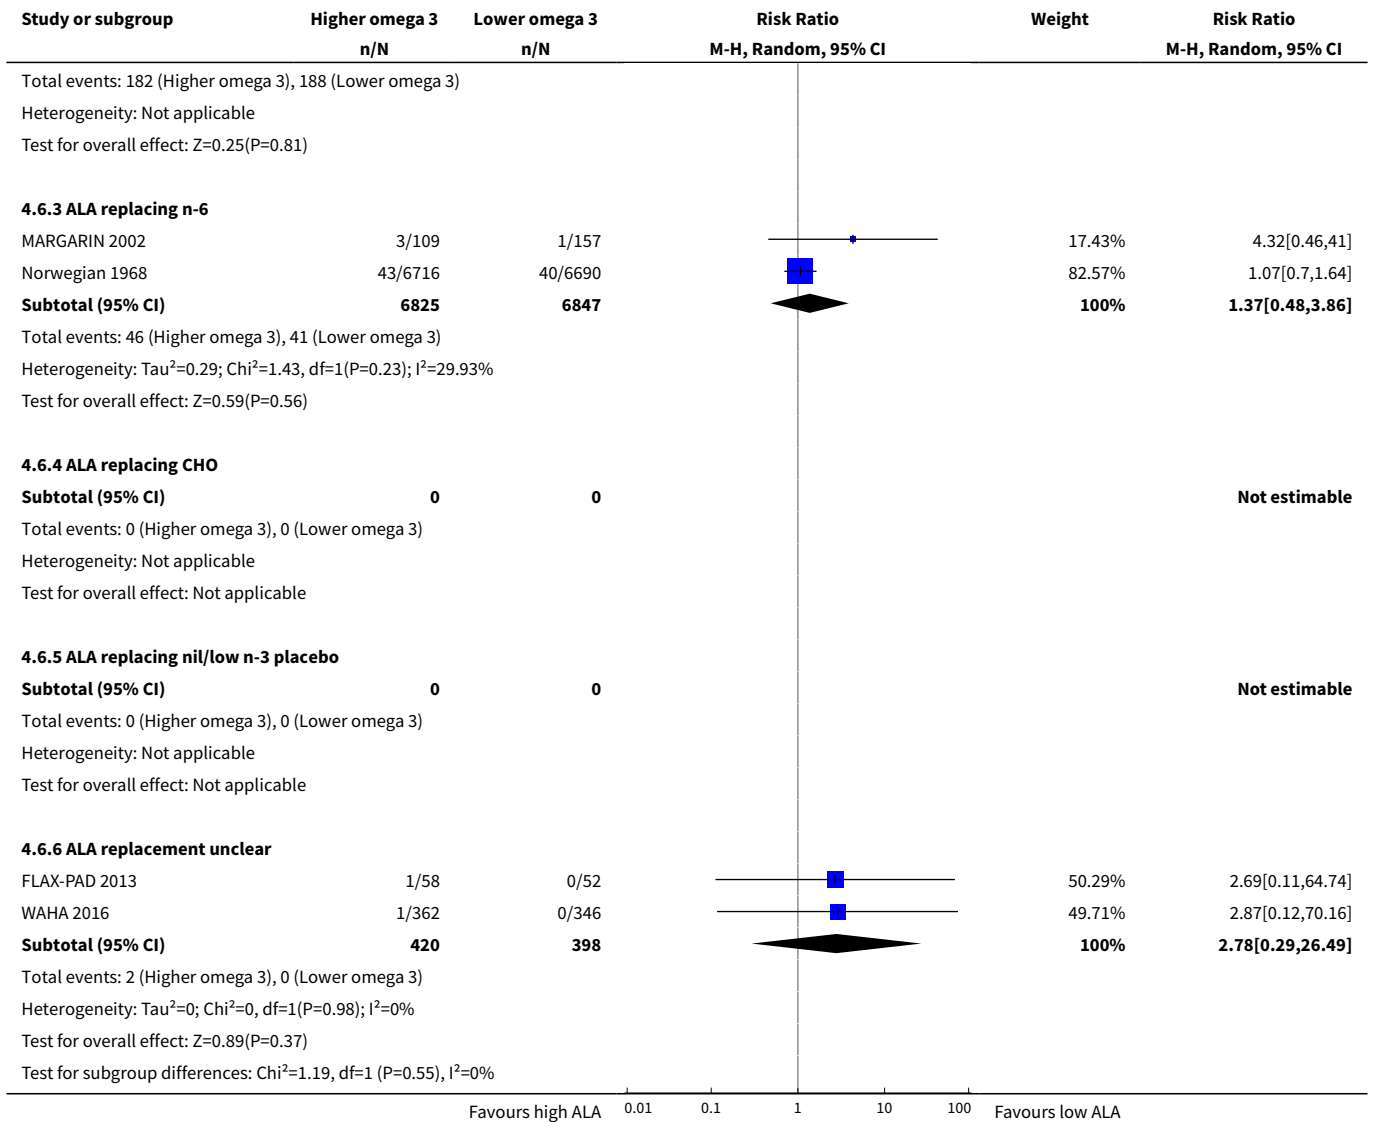 Study or subgroup Higher omega 3 Lower omega 3 Risk Ratio Weight Risk Ratio
n/N n/N M-H, Random, 95% CI M-H, Random, 95% CI
Total events: 182 (Higher omega 3), 188 (Lower omega 3)
Heterogeneity: Not applicable
Test for overall effect: Z=0.25(P=0.81)
4.6.3 ALA replacing n-6
MARGARIN 2002 3/109 1/157 17.43% 4.32[0.46,41]
Norwegian 1968 43/6716 40/6690 82.57% 1.07[0.7,1.64]
Subtotal (95% CI) 6825 6847 100% 1.37[0.48,3.86]
Total events: 46 (Higher omega 3), 41 (Lower omega 3)
Heterogeneity: Tau²=0.29; Chi²=1.43, df=1(P=0.23); I²=29.93%
Test for overall effect: Z=0.59(P=0.56)
4.6.4 ALA replacing CHO
Subtotal (95% CI) 0 0 Not estimable
Total events: 0 (Higher omega 3), 0 (Lower omega 3)
Heterogeneity: Not applicable
Test for overall effect: Not applicable
4.6.5 ALA replacing nil/low n-3 placebo
Subtotal (95% CI) 0 0 Not estimable
Total events: 0 (Higher omega 3), 0 (Lower omega 3)
Heterogeneity: Not applicable
Test for overall effect: Not applicable
4.6.6 ALA replacement unclear
FLAX-PAD 2013 1/58 0/52 50.29% 2.69[0.11,64.74]
WAHA 2016 1/362 0/346 49.71% 2.87[0.12,70.16]
Subtotal (95% CI) 420 398 100% 2.78[0.29,26.49]
Total events: 2 (Higher omega 3), 0 (Lower omega 3)
Heterogeneity: Tau²=0; Chi²=0, df=1(P=0.98); I²=0%
Test for overall effect: Z=0.89(P=0.37)
Test for subgroup differences: Chi²=1.19, df=1 (P=0.55), I²=0%
Favours high ALA 0.01 0.1 1 10 100 Favours low ALA